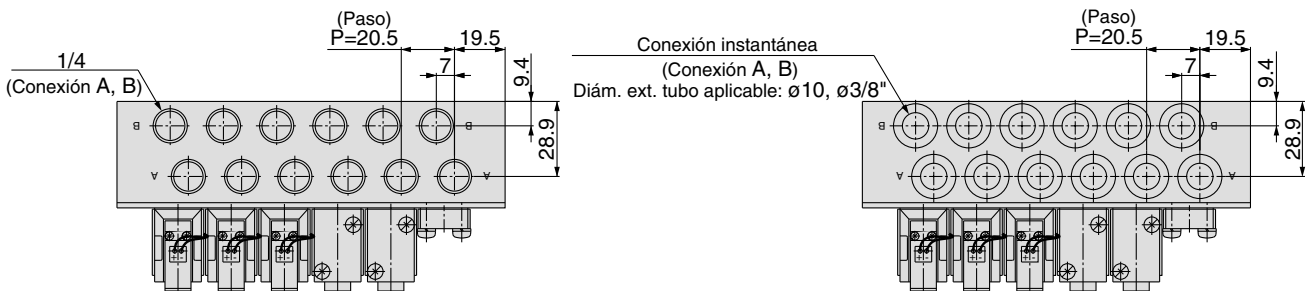 (Paso)
P=20.5
19.5
7
9.4
28.9
1/4
(Conexión A, B)
B
B
A
A
(Paso)
P=20.5
19.5
7
9.4
28.9
Conexión instantánea
(Conexión A, B)
Diám. ext. tubo aplicable: ø10, ø3/8"
B
B
A
A